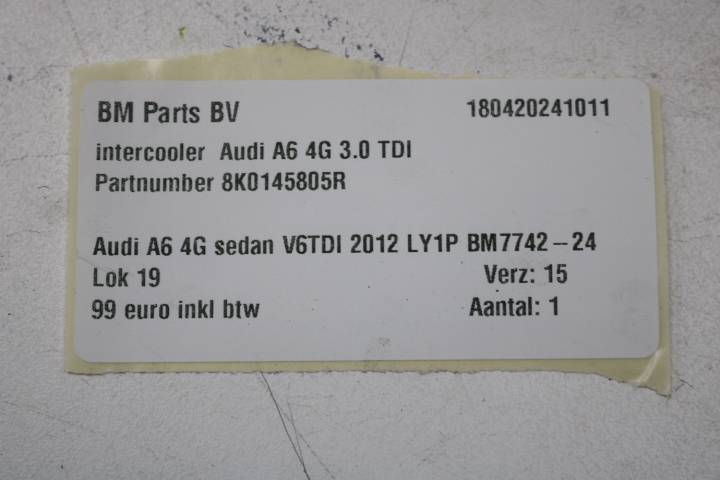 BM Parts BV 180420241011
intercooler Audi A6 4G 3.0 TDI
Partnumber 8K0145805R
Audi A6 4G sedan V6TDI 2012 LY1P BM7742 – 24
Lok 19 Verz: 15
99 euro inkl btw Aantal: 1